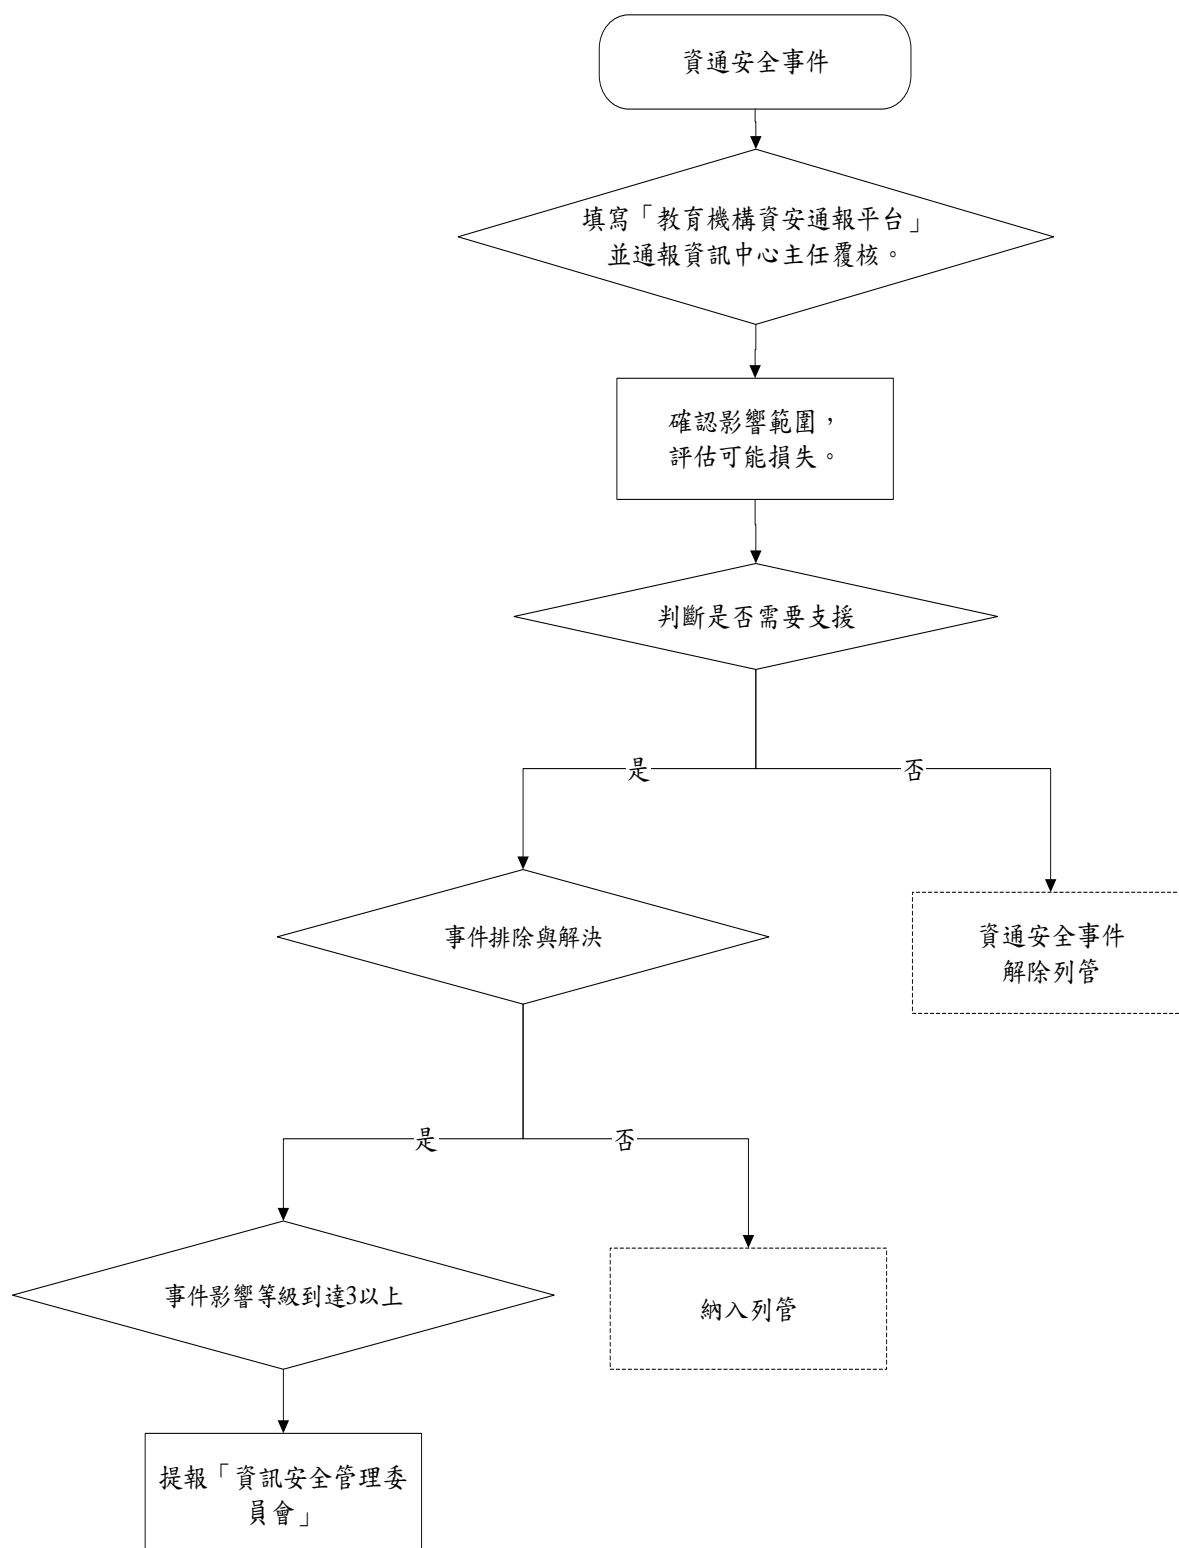 資通安全事件
填寫「教育機構資安通報平台」
並通報資訊中心主任覆核。
確認影響範圍，
評估可能損失。
判斷是否需要支援
是
否
事件排除與解決
資通安全事件
解除列管
是
否
事件影響等級到達3以上
納入列管
提報「資訊安全管理委
員會」